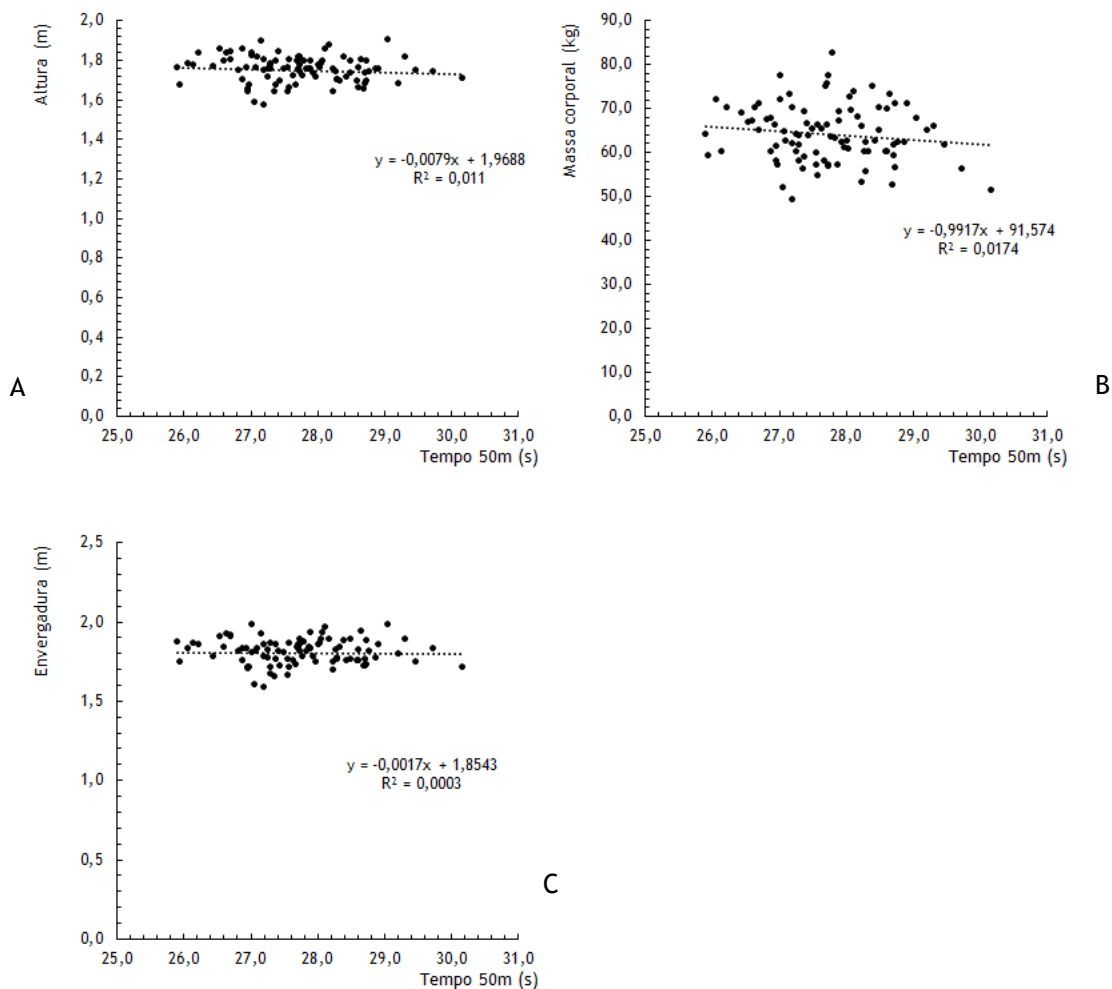 Altura (m)
2,0
1,8
1,6
1,4
1,2
1,0
0,8
0,6
0,4
0,2
0,0
y = -0,0079x + 1,9688
R² = 0,011
25,0 26,0 27,0 28,0 29,0 30,0 31,0
Tempo 50m (s)
A
Massa corporal (kg)
90,0
80,0
70,0
60,0
50,0
40,0
30,0
20,0
10,0
0,0
y = -0,9917x + 91,574
R² = 0,0174
25,0 26,0 27,0 28,0 29,0 30,0 31,0
Tempo 50m (s)
B
Envergadura (m)
2,5
2,0
1,5
1,0
0,5
0,0
y = -0,0017x + 1,8543
R² = 0,0003
25,0 26,0 27,0 28,0 29,0 30,0 31,0
Tempo 50m (s)
C